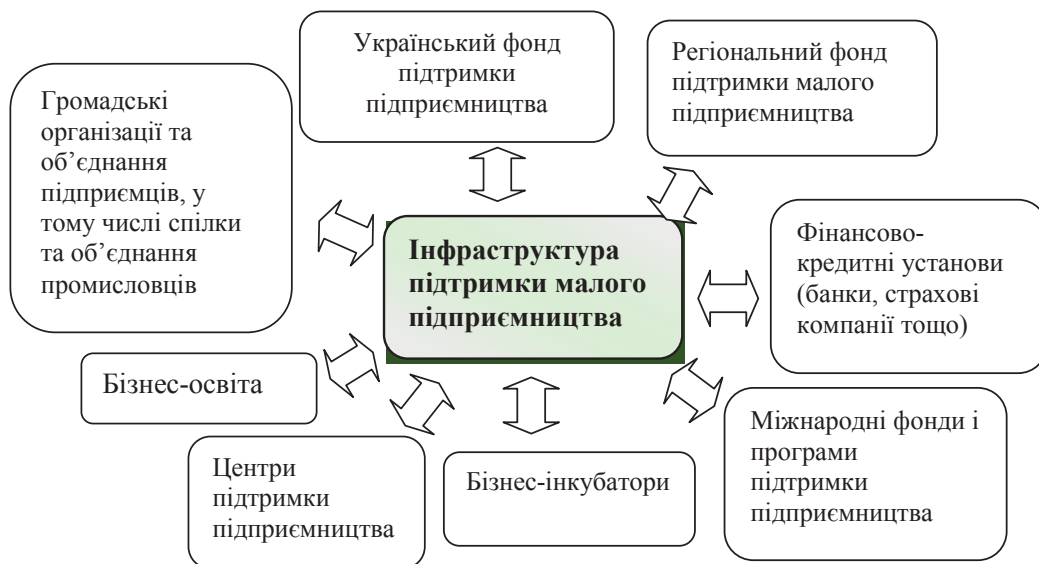 Український фонд
підтримки
підприємництва
Регіональний фонд
підтримки малого
підприємництва
Громадські
організації та
об’єднання
підприємців, у
тому числі спілки
та об’єднання
промисловців
Інфраструктура
підтримки малого
підприємництва
Фінансово-
кредитні установи
(банки, страхові
компанії тощо)
Бізнес-освіта
Центри
підтримки
підприємництва
Бізнес-інкубатори
Міжнародні фонди і
програми
підтримки
підприємництва